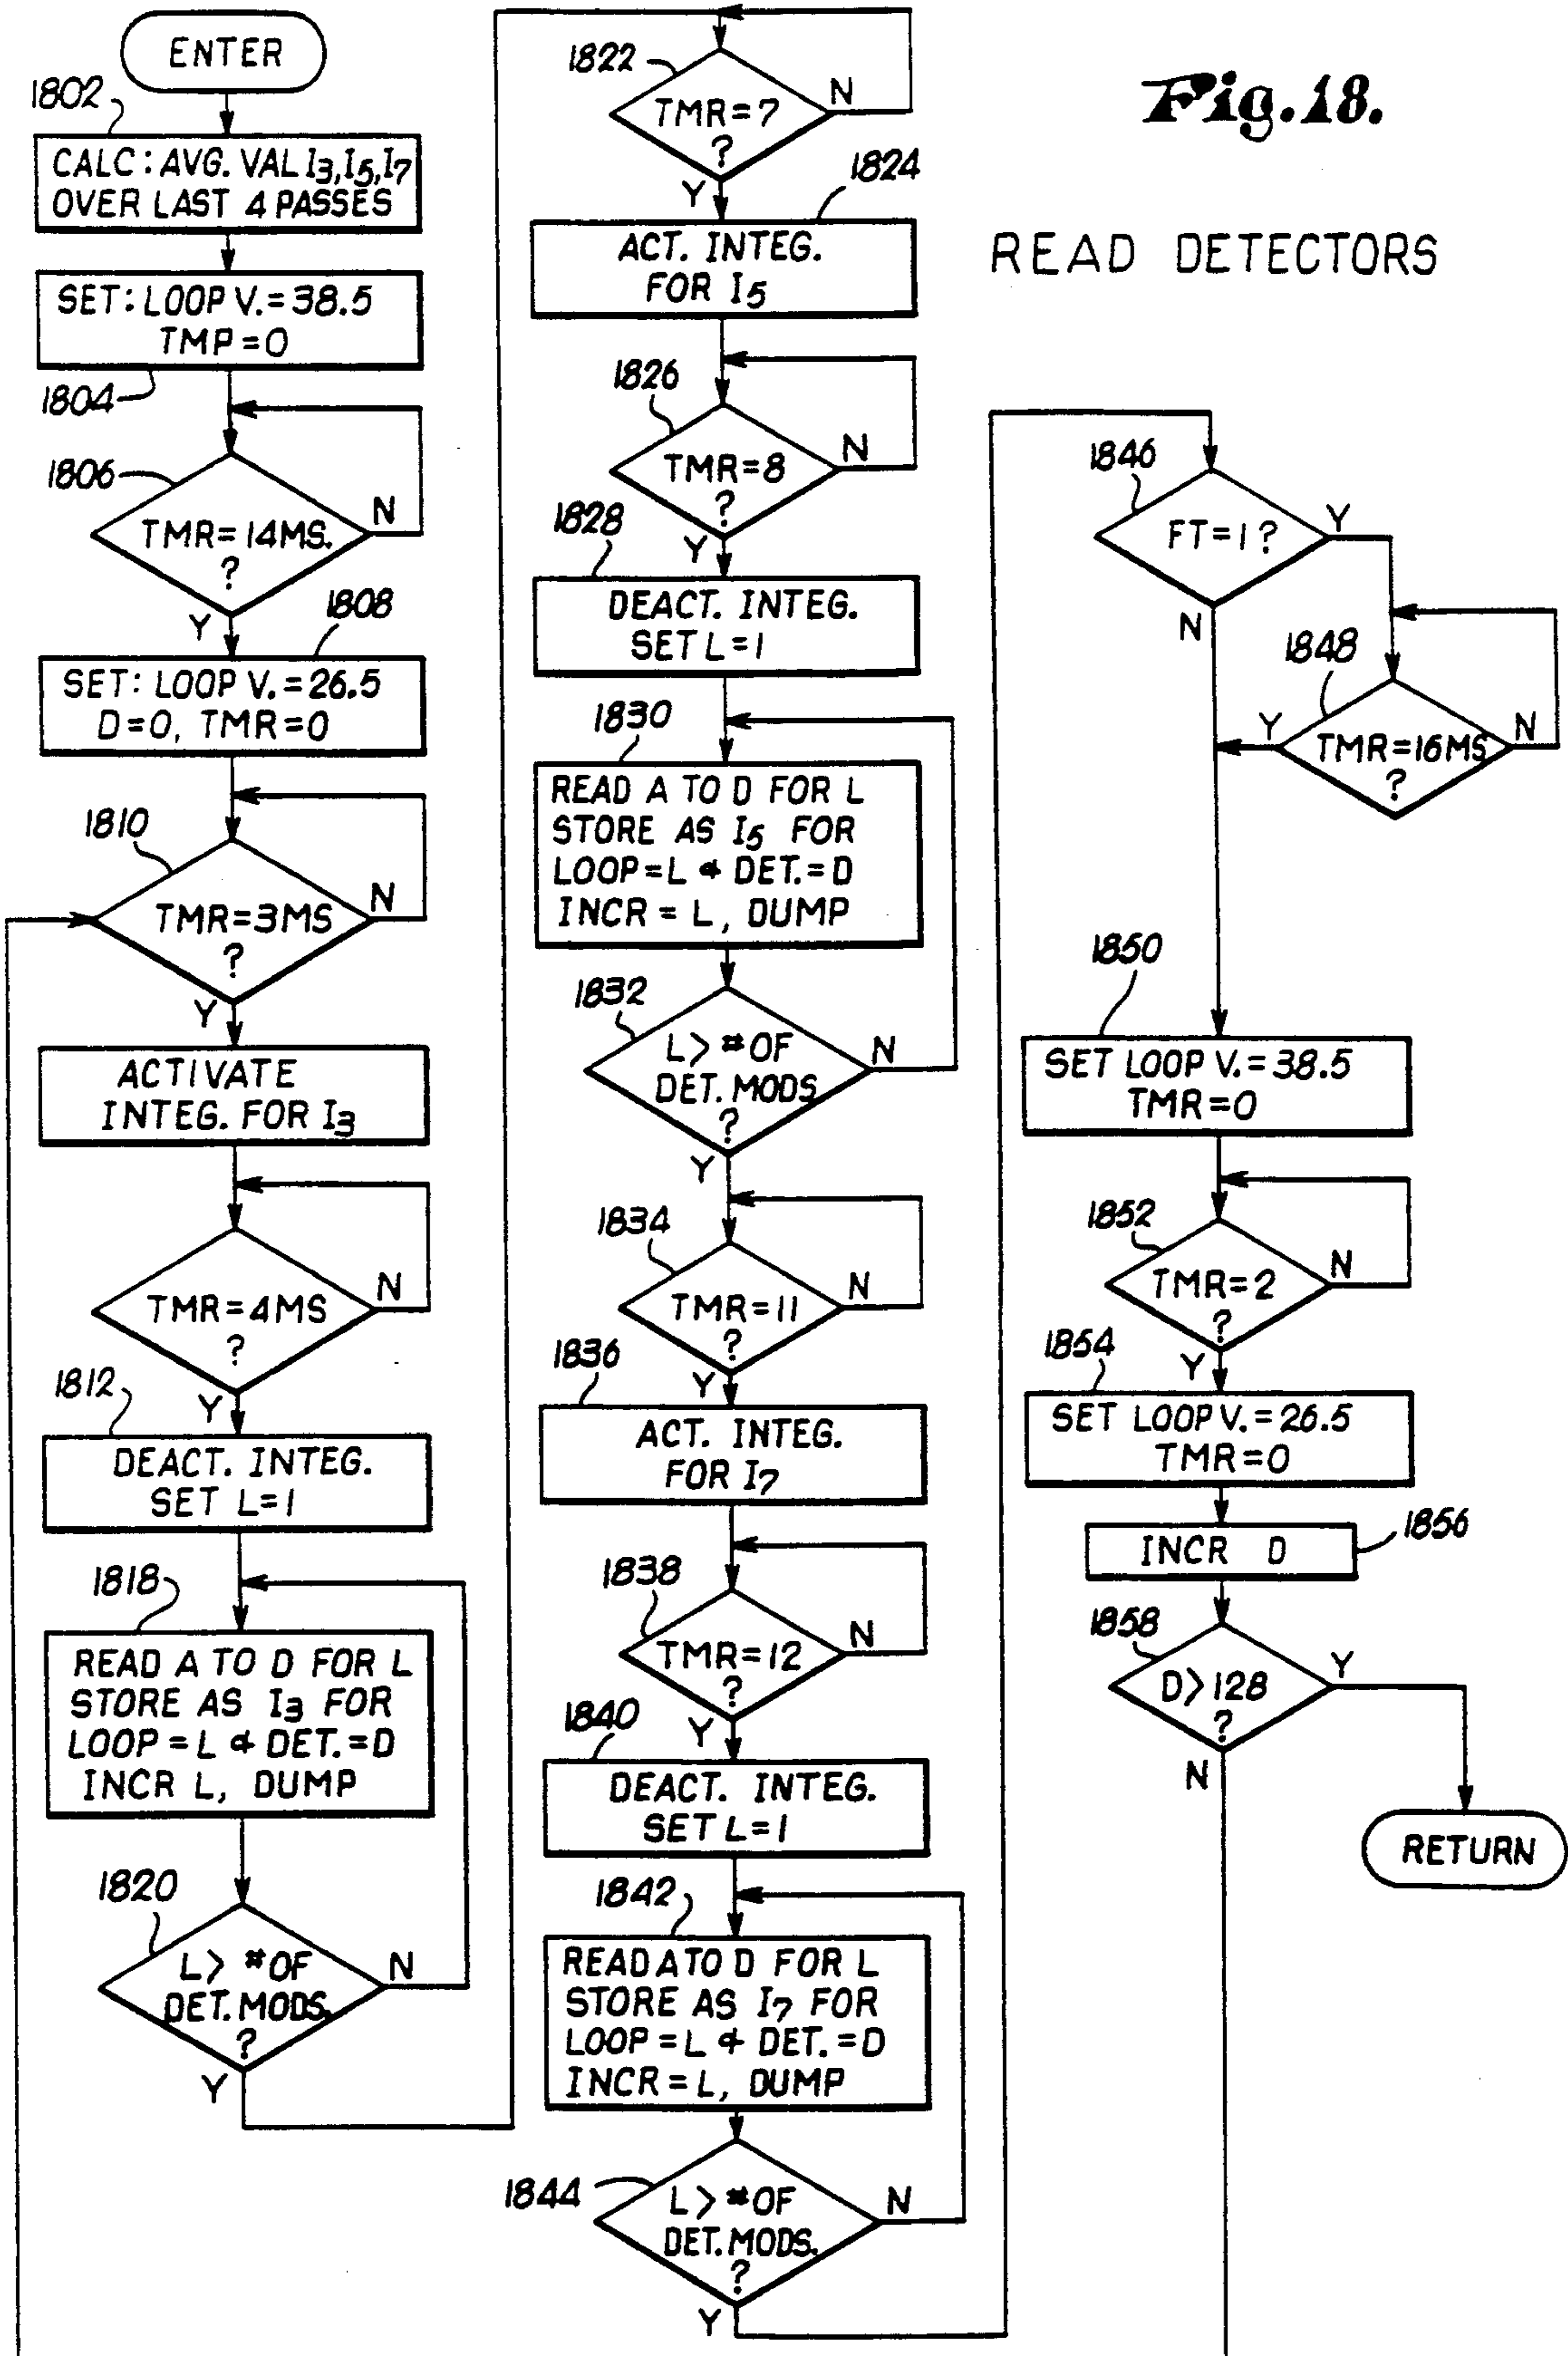 Fig. 18.
READ DETECTORS
ENTER
1802
CALC: AVG. VAL I3, I5, I7
OVER LAST 4 PASSES
SET: LOOP V. = 38.5
TMP = 0
1804
1806
TMR = 14MS.
?
N
Y
1808
SET: LOOP V. = 26.5
D=0, TMR=0
1810
TMR=3MS
?
N
Y
ACTIVATE
INTEG. FOR I3
TMR=4MS
?
N
Y
1812
DEACT. INTEG.
SET L=1
1818
READ A TO D FOR L
STORE AS I3 FOR
LOOP = L & DET. = D
INCR L, DUMP
1820
L > # OF
DET. MODS.
?
N
Y
1822
TMR=7
?
N
Y
1824
ACT. INTEG.
FOR I5
1826
TMR=8
?
N
Y
1828
DEACT. INTEG.
SET L=1
1830
READ A TO D FOR L
STORE AS I5 FOR
LOOP=L & DET.=D
INCR = L, DUMP
1832
L > # OF
DET. MODS
?
N
Y
1834
TMR=11
?
N
Y
1836
ACT. INTEG.
FOR I7
1838
TMR=12
?
N
Y
1840
DEACT. INTEG.
SET L=1
1842
READ A TO D FOR L
STORE AS I7 FOR
LOOP = L & DET. = D
INCR = L, DUMP
1844
L > # OF
DET. MODS.
?
N
Y
1846
FT=1?
Y
N
1848
TMR=16MS
?
Y
N
1850
SET LOOP V. = 38.5
TMR=0
1852
TMR=2
?
N
Y
1854
SET LOOP V. = 26.5
TMR=0
INCR D
1856
1858
D > 128
?
Y
N
RETURN